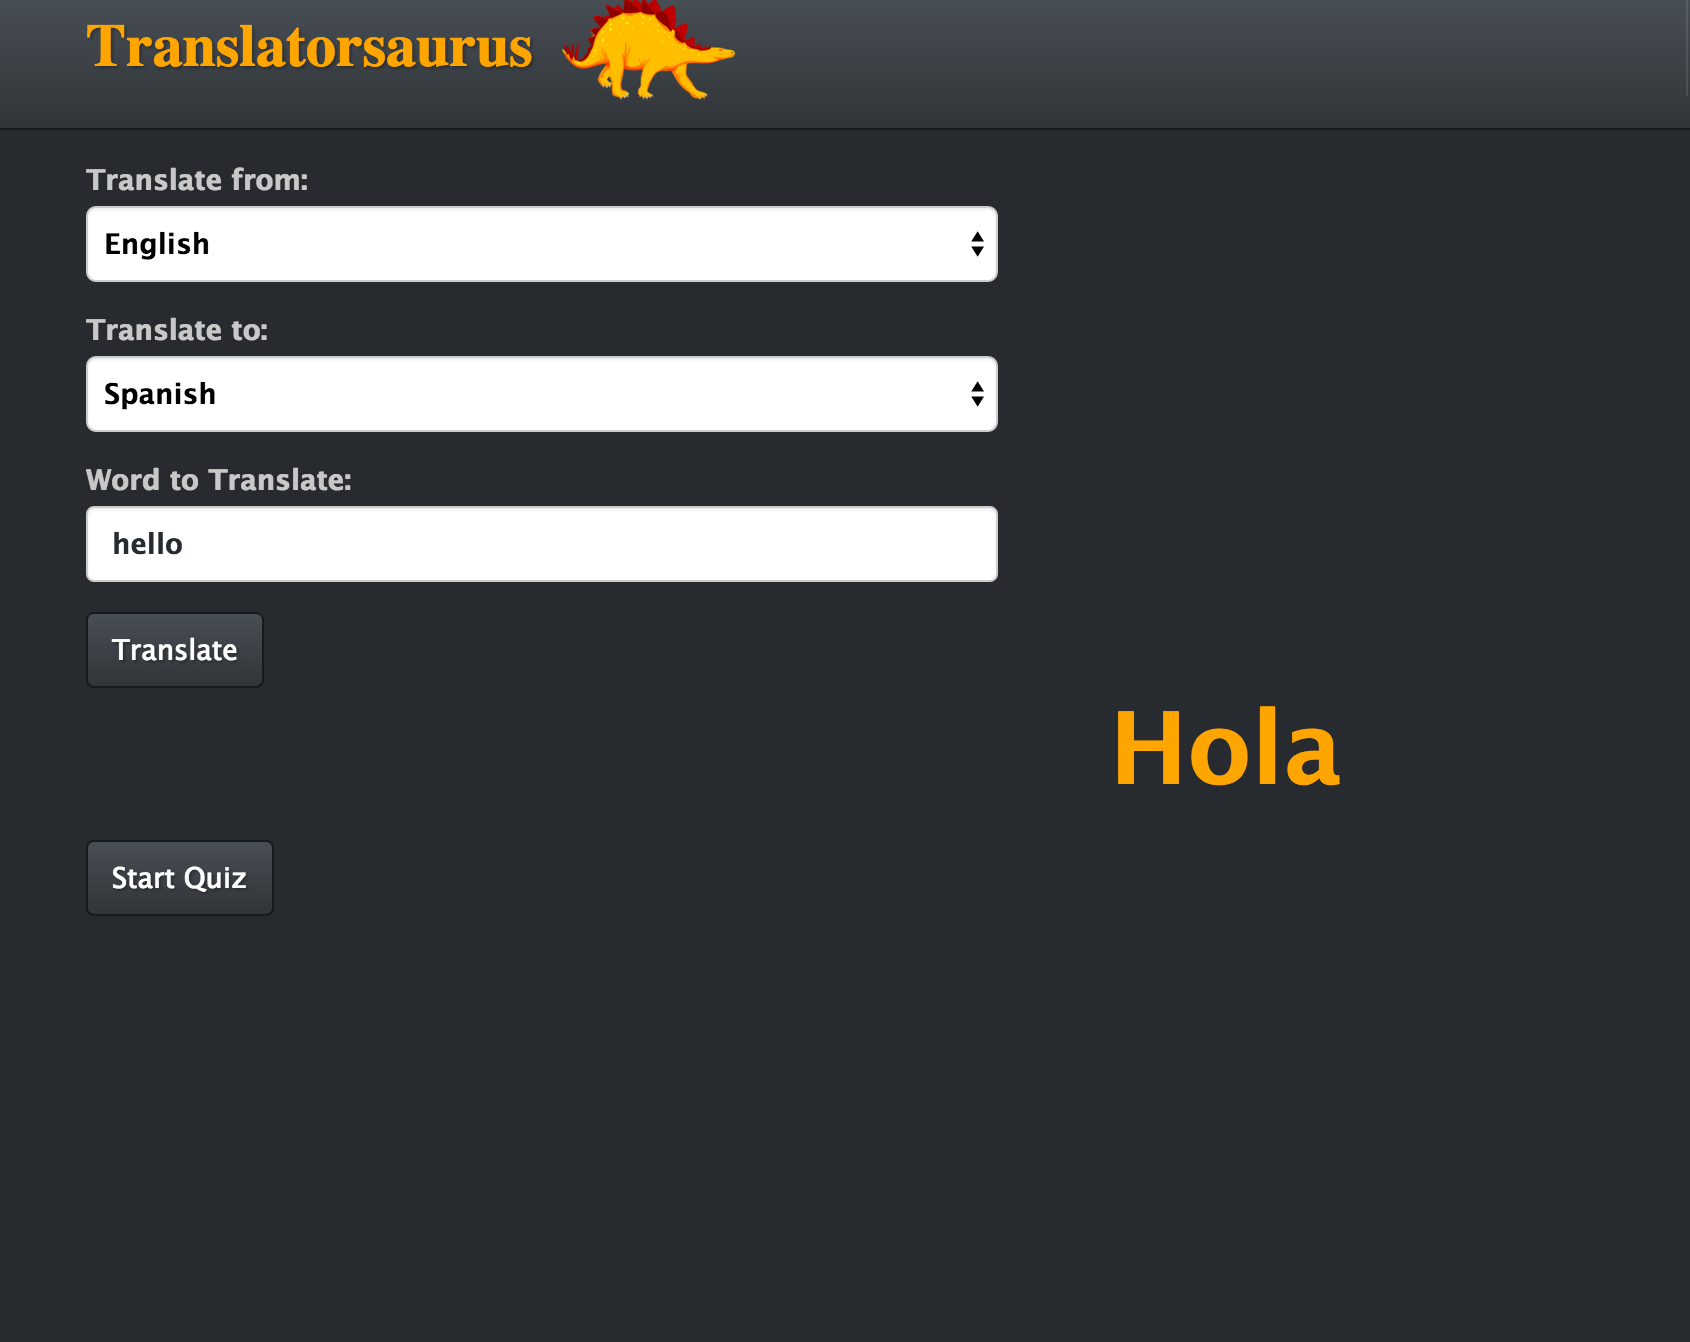 Translatorsaurus
Translate from:
English
Translate to:
Spanish
Word to Translate:
hello
Translate
Hola
Start Quiz